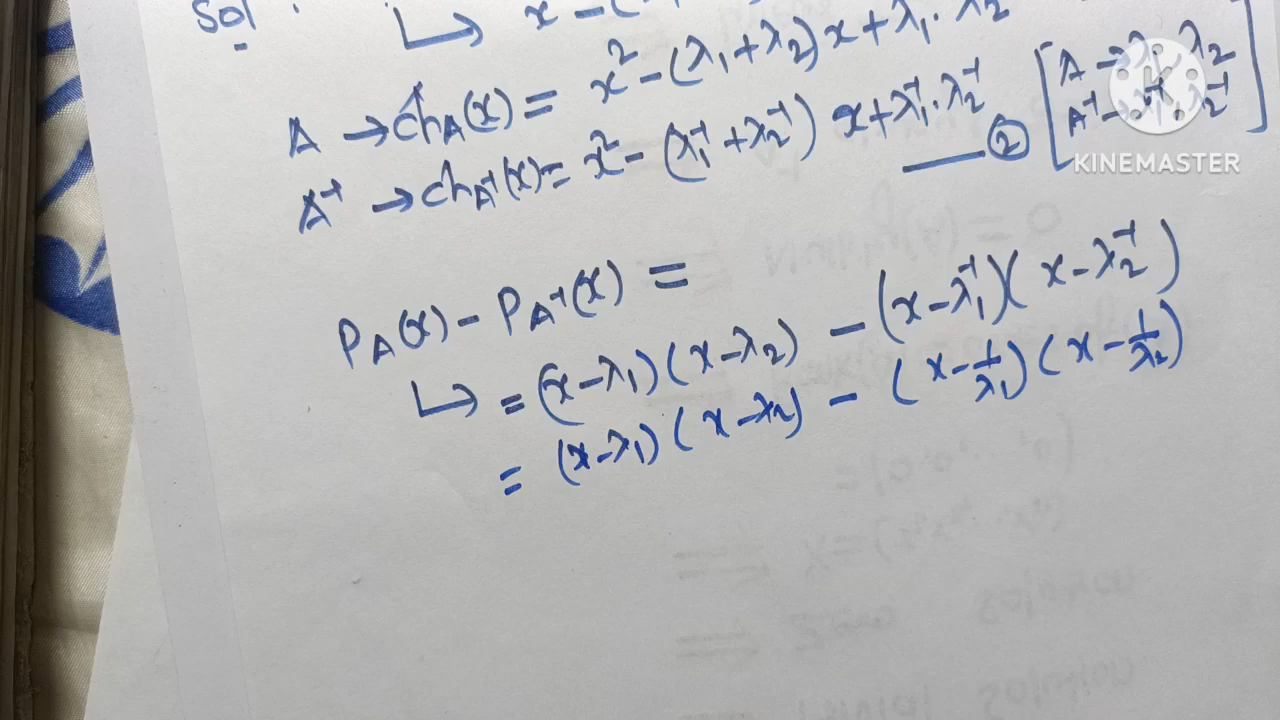 Sol:
↳ x -(
A → ch_A(x) = x² - (λ₁+λ₂)x + λ₁·λ₂
A⁻¹ → ch_A⁻¹(x) = x² - (λ₁⁻¹ + λ₂⁻¹) x + λ₁⁻¹·λ₂⁻¹ —②
[A → λ₁, λ₂
A⁻¹ → λ₁⁻¹, λ₂⁻¹]
KINEMASTER
P_A(x) - P_A⁻¹(x) =
↳ = (x-λ₁)(x-λ₂) - (x-λ₁⁻¹)(x-λ₂⁻¹)
= (x-λ₁)(x-λ₂) - (x-1/λ₁)(x-1/λ₂)